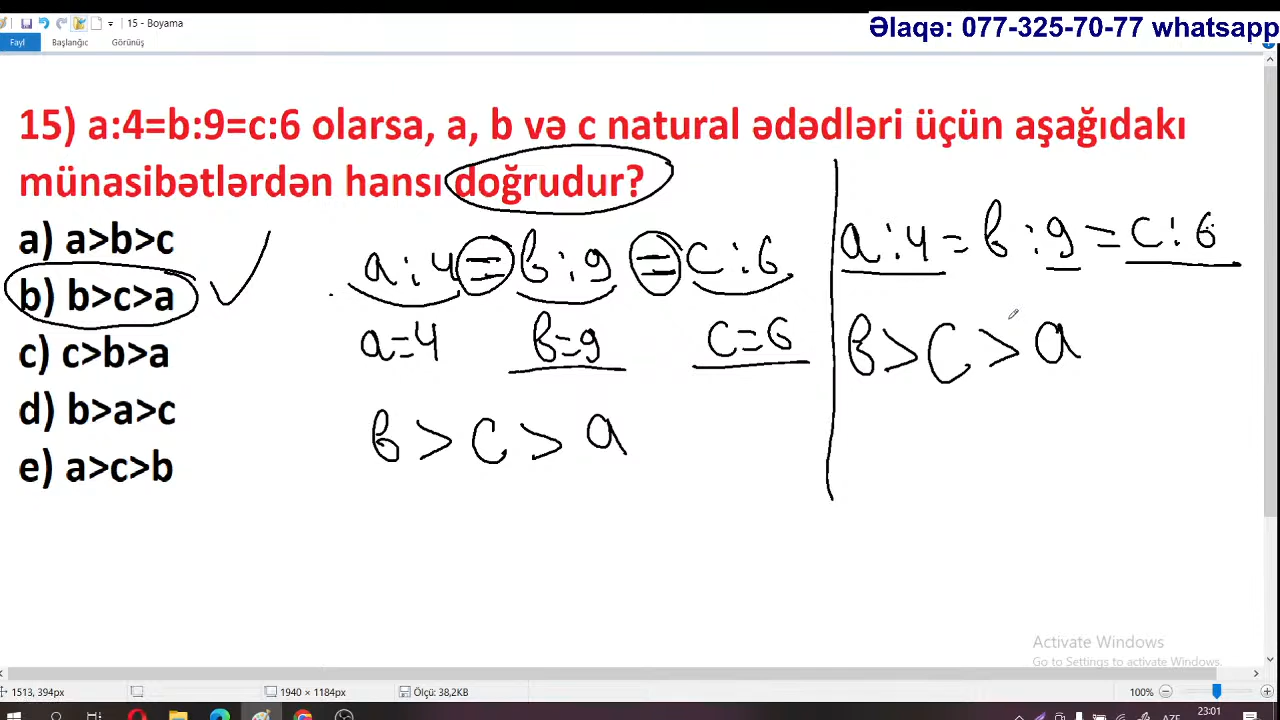 15 - Boyama
Əlaqə: 077-325-70-77 whatsapp
Fayl Başlanğıc Görünüş
15) a:4=b:9=c:6 olarsa, a, b və c natural ədədləri üçün aşağıdakı
münasibətlərdən hansı doğrudur?
a) a>b>c
b) b>c>a
c) c>b>a
d) b>a>c
e) a>c>b
a:4=b:9=c:6
a=4 b=9 c=6
b>c>a
a:4=b:9=c:6
b>c>a
Activate Windows
Go to Settings to activate Windows.
1513, 394px 1940 × 1184px Ölçü: 38,2KB 100%
AZE 23:01